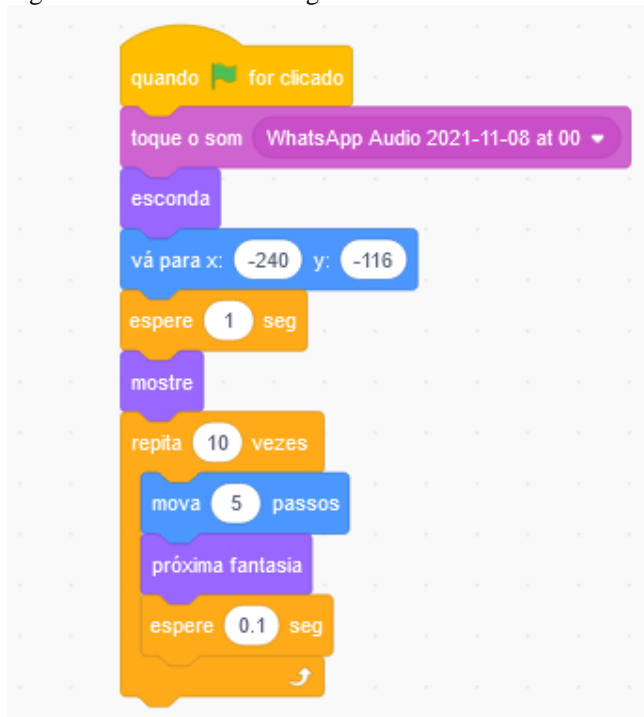 quando for clicado
toque o som WhatsApp Audio 2021-11-08 at 00
esconda
vá para x: -240 y: -116
espere 1 seg
mostre
repita 10 vezes
mova 5 passos
próxima fantasia
espere 0.1 seg